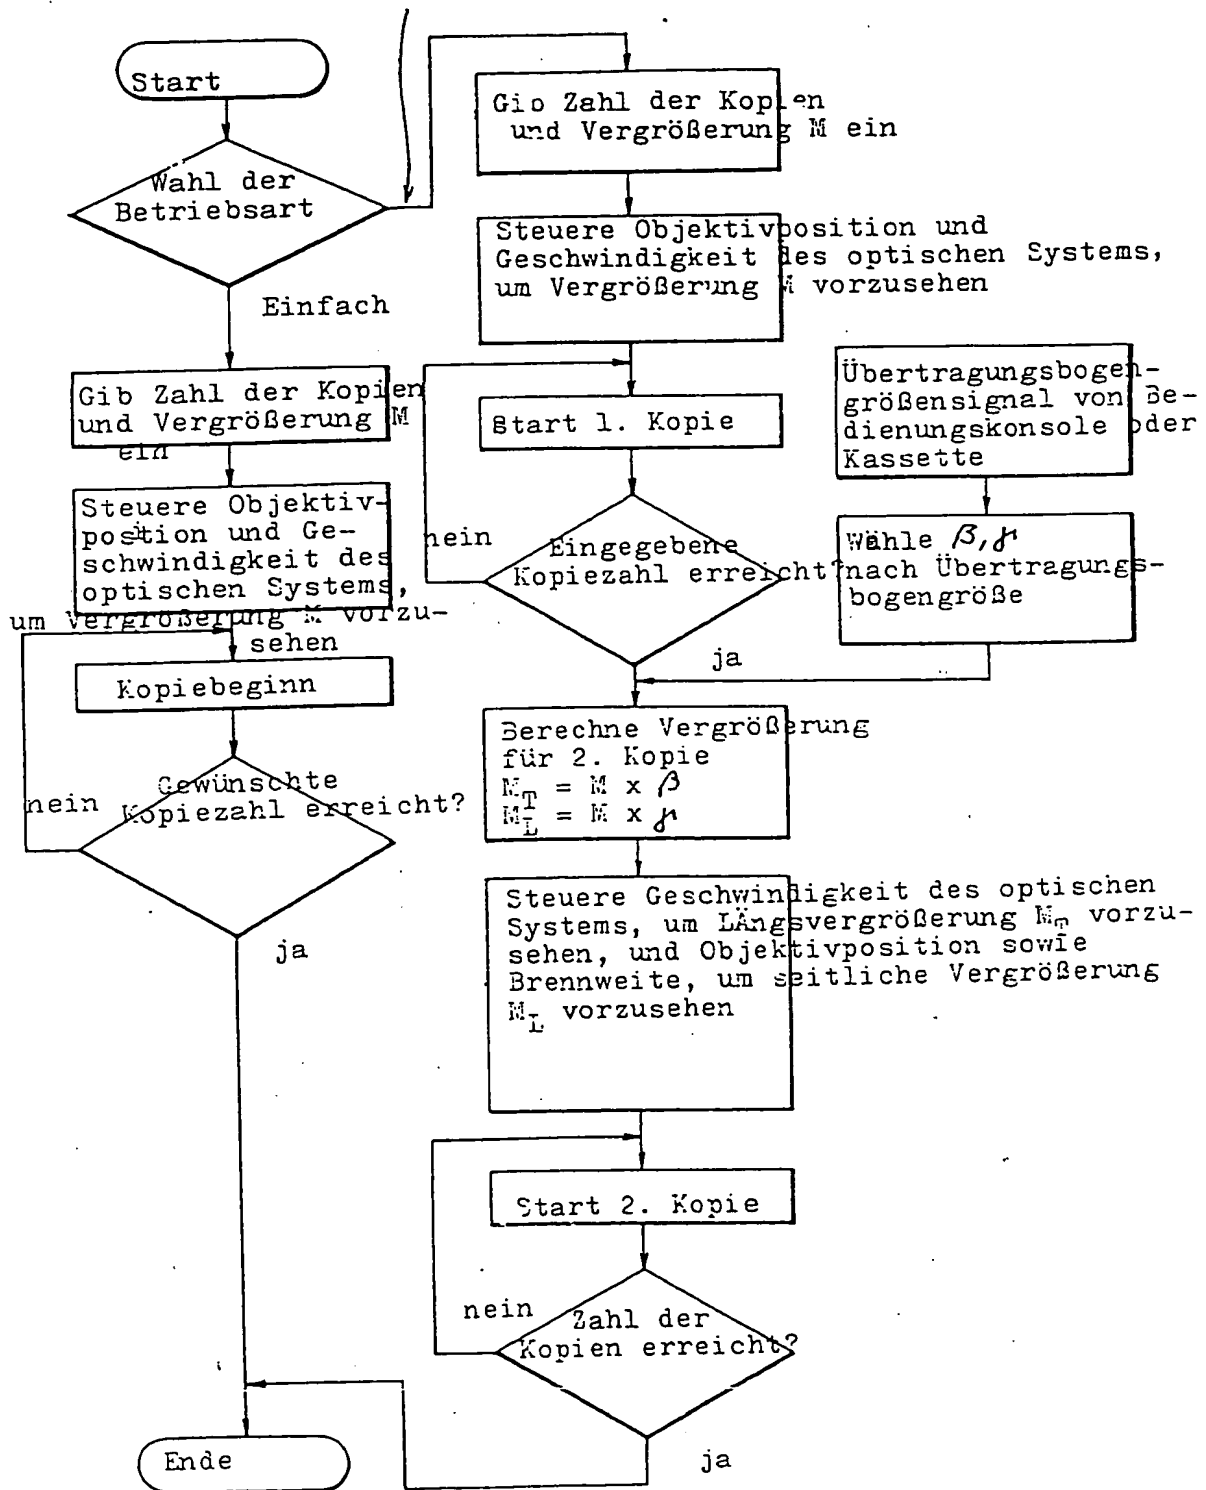 Start
Wahl der
Betriebsart
Einfach
Gib Zahl der Kopien
und Vergrößerung M
ein
Steuere Objektiv-
position und Ge-
schwindigkeit des
optischen Systems,
um Vergrößerung M vorzu-
sehen
Kopiebeginn
Gewünschte
Kopiezahl erreicht?
nein
ja
Ende
Gio Zahl der Kopien
und Vergrößerung M ein
Steuere Objektivposition und
Geschwindigkeit des optischen Systems,
um Vergrößerung M vorzusehen
Start 1. Kopie
nein
Eingegebene
Kopiezahl erreicht?
ja
Übertragungsbogen-
größensignal von Be-
dienungskonsole oder
Kassette
Wähle β, γ
nach Übertragungs-
bogengröße
Berechne Vergrößerung
für 2. Kopie
M_T = M x β
M_L = M x γ
Steuere Geschwindigkeit des optischen
Systems, um LÄngsvergrößerung M_T vorzu-
sehen, und Objektivposition sowie
Brennweite, um seitliche Vergrößerung
M_L vorzusehen
Start 2. Kopie
nein
Zahl der
Kopien erreicht?
ja